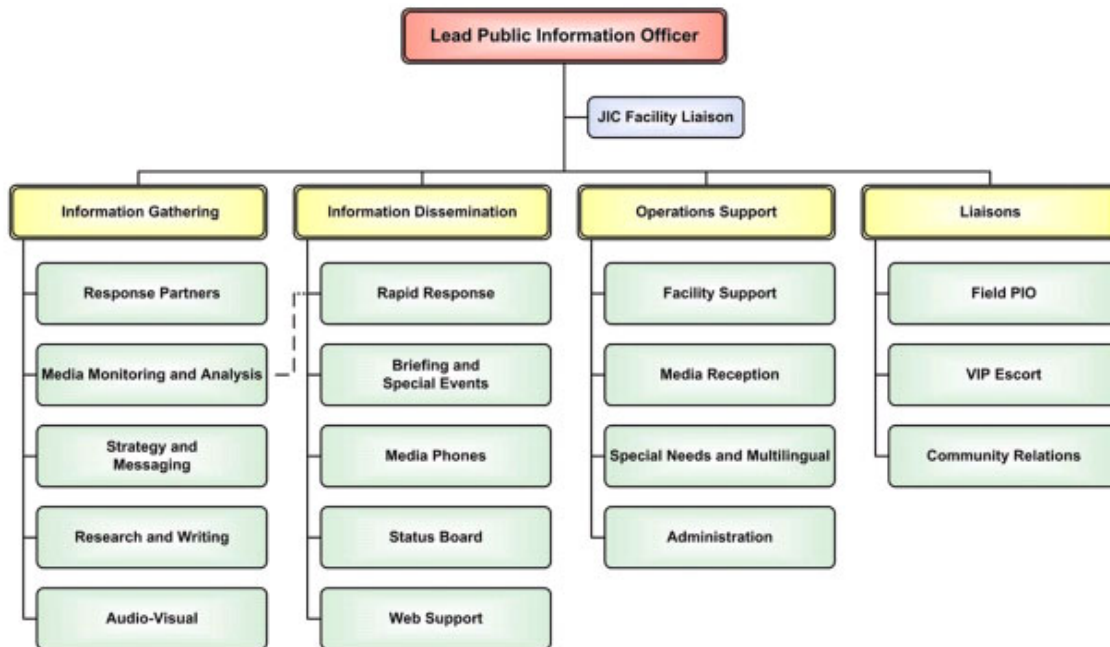 Lead Public Information Officer
JIC Facility Liaison
Information Gathering
Response Partners
Media Monitoring and Analysis
Strategy and
Messaging
Research and Writing
Audio-Visual
Information Dissemination
Rapid Response
Briefing and
Special Events
Media Phones
Status Board
Web Support
Operations Support
Facility Support
Media Reception
Special Needs and Multilingual
Administration
Liaisons
Field PIO
VIP Escort
Community Relations